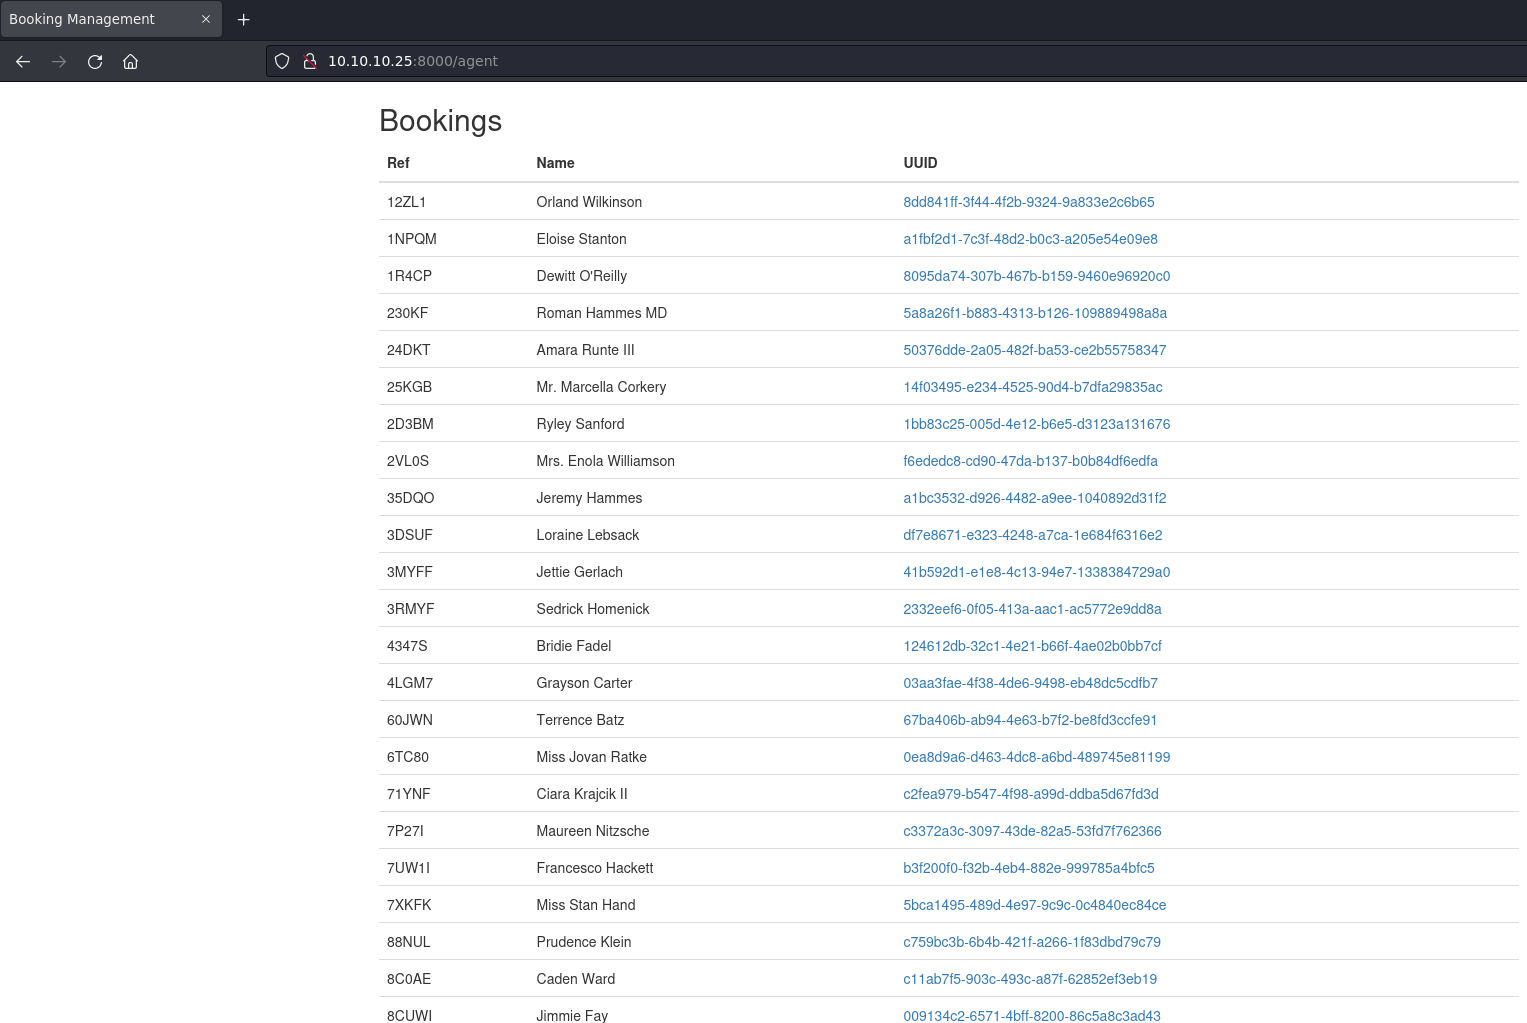 Booking Management
10.10.10.25:8000/agent
Bookings
Ref Name UUID
12ZL1 Orland Wilkinson 8dd841ff-3f44-4f2b-9324-9a833e2c6b65
1NPQM Eloise Stanton a1fbf2d1-7c3f-48d2-b0c3-a205e54e09e8
1R4CP Dewitt O'Reilly 8095da74-307b-467b-b159-9460e96920c0
230KF Roman Hammes MD 5a8a26f1-b883-4313-b126-109889498a8a
24DKT Amara Runte III 50376dde-2a05-482f-ba53-ce2b55758347
25KGB Mr. Marcella Corkery 14f03495-e234-4525-90d4-b7dfa29835ac
2D3BM Ryley Sanford 1bb83c25-005d-4e12-b6e5-d3123a131676
2VL0S Mrs. Enola Williamson f6ededc8-cd90-47da-b137-b0b84df6edfa
35DQO Jeremy Hammes a1bc3532-d926-4482-a9ee-1040892d31f2
3DSUF Loraine Lebsack df7e8671-e323-4248-a7ca-1e684f6316e2
3MYFF Jettie Gerlach 41b592d1-e1e8-4c13-94e7-1338384729a0
3RMYF Sedrick Homenick 2332eef6-0f05-413a-aac1-ac5772e9dd8a
4347S Bridie Fadel 124612db-32c1-4e21-b66f-4ae02b0bb7cf
4LGM7 Grayson Carter 03aa3fae-4f38-4de6-9498-eb48dc5cdfb7
60JWN Terrence Batz 67ba406b-ab94-4e63-b7f2-be8fd3ccfe91
6TC80 Miss Jovan Ratke 0ea8d9a6-d463-4dc8-a6bd-489745e81199
71YNF Ciara Krajcik II c2fea979-b547-4f98-a99d-ddba5d67fd3d
7P27I Maureen Nitzsche c3372a3c-3097-43de-82a5-53fd7f762366
7UW1I Francesco Hackett b3f200f0-f32b-4eb4-882e-999785a4bfc5
7XKFK Miss Stan Hand 5bca1495-489d-4e97-9c9c-0c4840ec84ce
88NUL Prudence Klein c759bc3b-6b4b-421f-a266-1f83dbd79c79
8C0AE Caden Ward c11ab7f5-903c-493c-a87f-62852ef3eb19
8CUWI Jimmie Fay 009134c2-6571-4bff-8200-86c5a8c3ad43